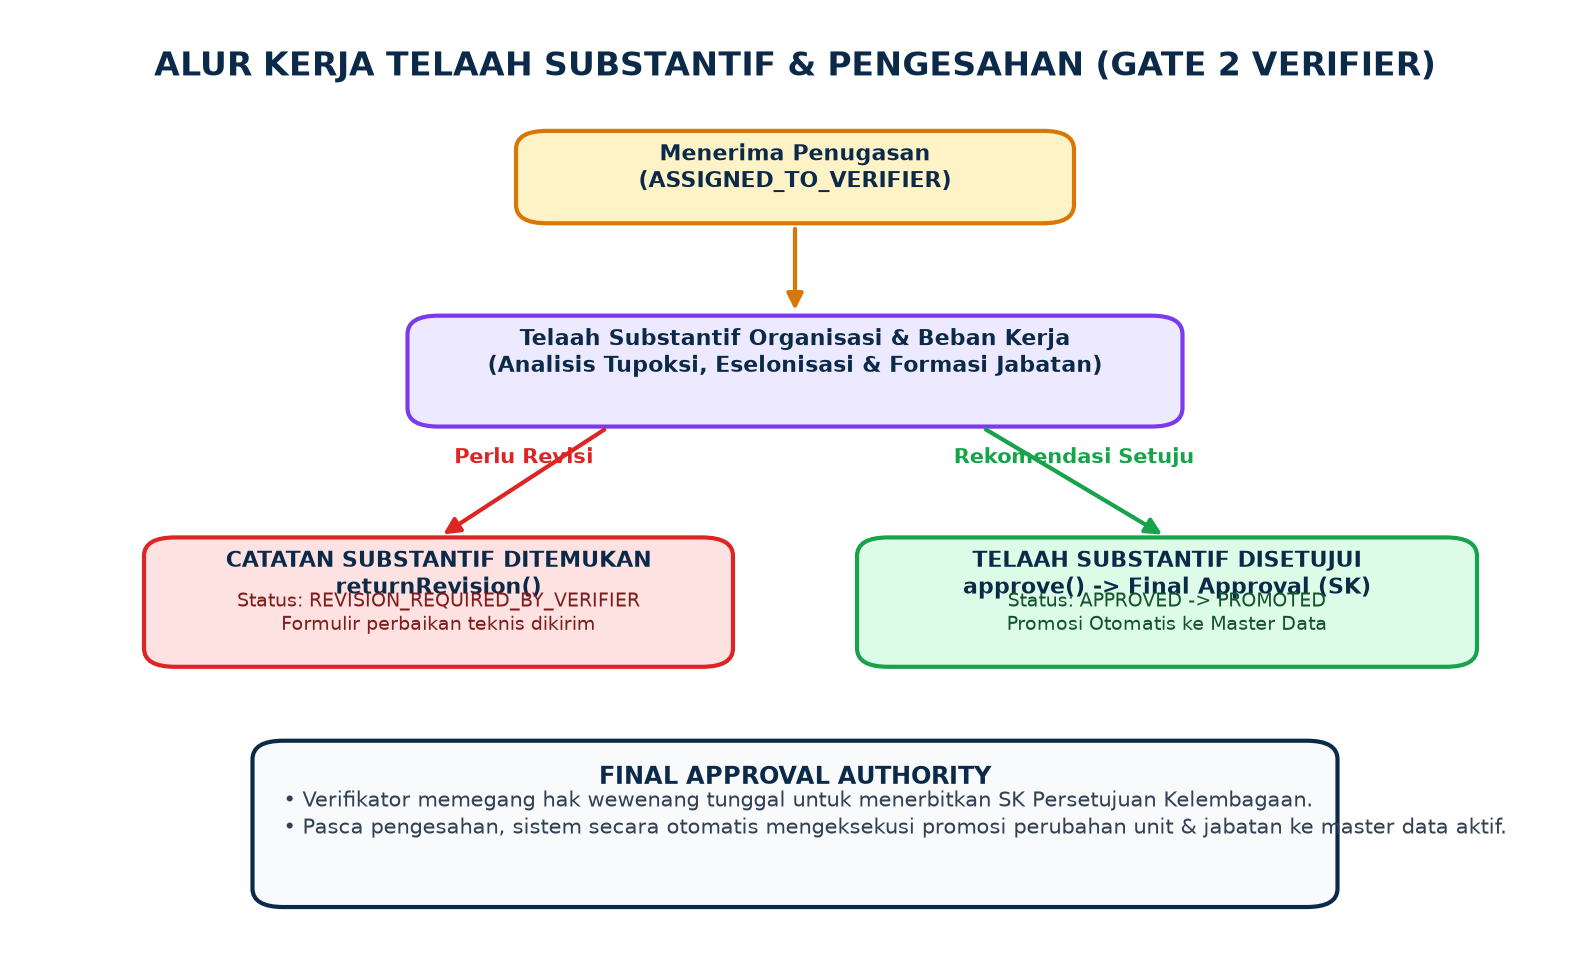 ALUR KERJA TELAAH SUBSTANTIF & PENGESAHAN (GATE 2 VERIFIER)
Menerima Penugasan
(ASSIGNED_TO_VERIFIER)
Telaah Substantif Organisasi & Beban Kerja
(Analisis Tupoksi, Eselonisasi & Formasi Jabatan)
Perlu Revisi
Rekomendasi Setuju
CATATAN SUBSTANTIF DITEMUKAN
returnRevision()
Status: REVISION_REQUIRED_BY_VERIFIER
Formulir perbaikan teknis dikirim
TELAAH SUBSTANTIF DISETUJUI
approve() -> Final Approval (SK)
Status: APPROVED -> PROMOTED
Promosi Otomatis ke Master Data
FINAL APPROVAL AUTHORITY
• Verifikator memegang hak wewenang tunggal untuk menerbitkan SK Persetujuan Kelembagaan.
• Pasca pengesahan, sistem secara otomatis mengeksekusi promosi perubahan unit & jabatan ke master data aktif.